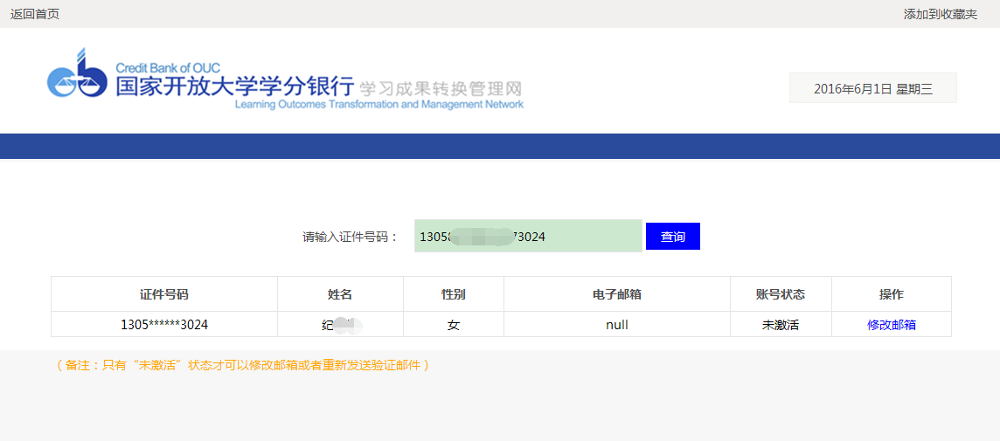 返回首页 添加到收藏夹
Credit Bank of OUC
国家开放大学学分银行 学习成果转换管理网
Learning Outcomes Transformation and Management Network
2016年6月1日 星期三
请输入证件号码： 1305 73024 查询
证件号码 姓名 性别 电子邮箱 账号状态 操作
1305******3024 纪 女 null 未激活 修改邮箱
（备注：只有“未激活”状态才可以修改邮箱或者重新发送验证邮件）